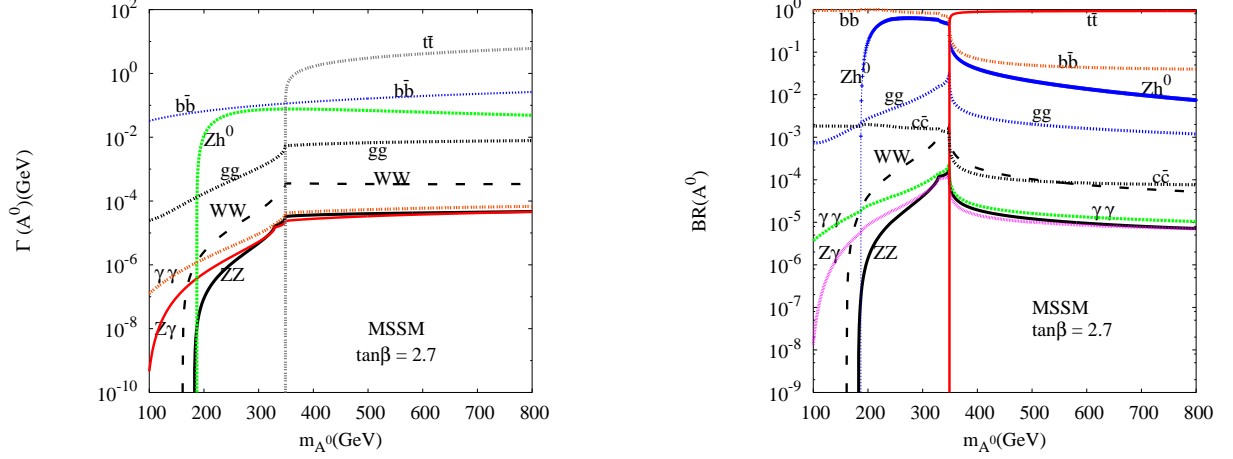 Γ (A⁰)(GeV)
10²
10⁰
10⁻²
10⁻⁴
10⁻⁶
10⁻⁸
10⁻¹⁰
tt̄
bb̄
bb̄
Zh⁰
gg
gg
WW
WW
γγ
ZZ
Zγ
MSSM
tanβ = 2.7
100 200 300 400 500 600 700 800
m_A⁰(GeV)
BR(A⁰)
10⁰
10⁻¹
10⁻²
10⁻³
10⁻⁴
10⁻⁵
10⁻⁶
10⁻⁷
10⁻⁸
10⁻⁹
bb
tt̄
Zh⁰
bb̄
Zh⁰
gg
gg
cc̄
WW
cc̄
γγ
γγ
Zγ
ZZ
MSSM
tanβ = 2.7
100 200 300 400 500 600 700 800
m_A⁰(GeV)